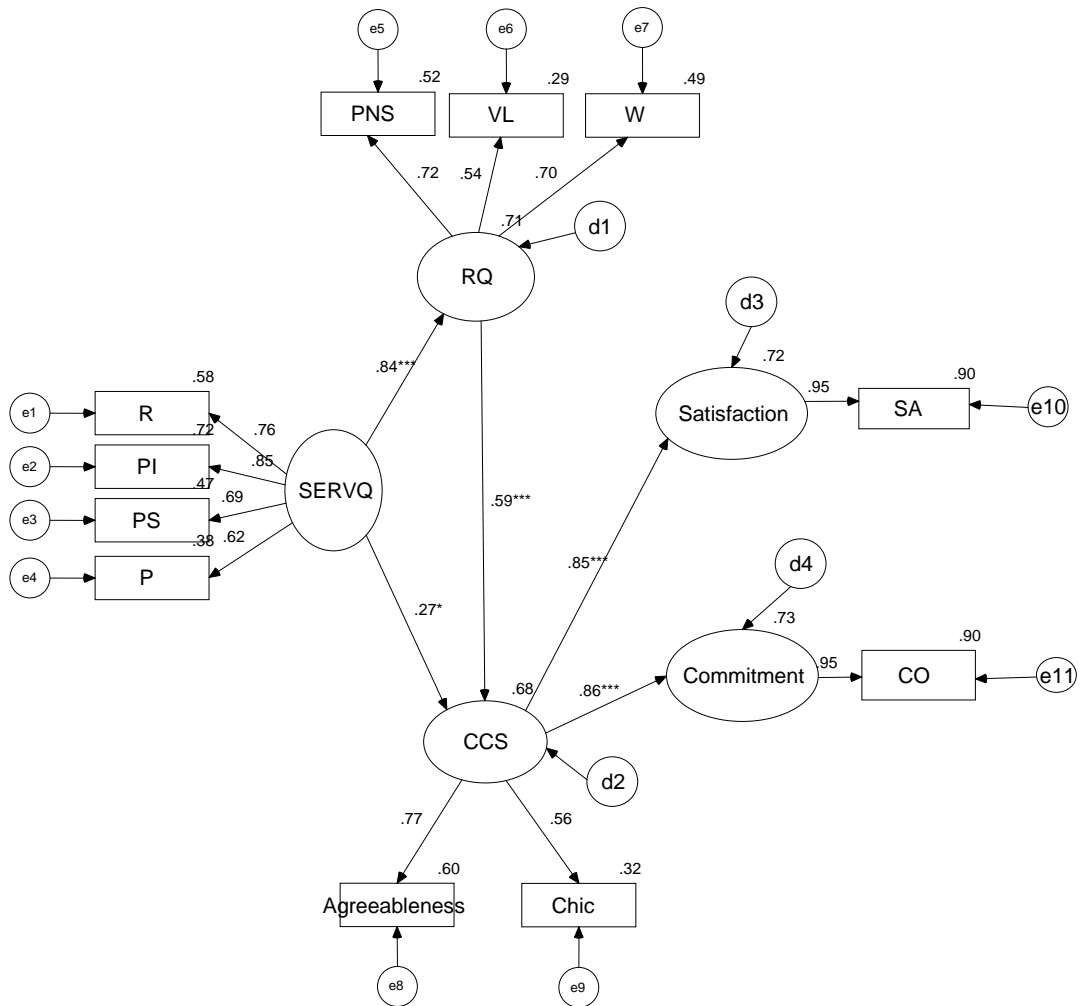 e5
e6
e7
.52
.29
.49
PNS
VL
W
.72
.54
.70
.71
d1
RQ
d3
.72
.84***
.58
.95
.90
e1
R
Satisfaction
SA
e10
.72
.76
e2
PI
.85
.47
SERVQ
.69
.59***
e3
PS
.38
.62
.85***
d4
e4
P
.27*
.73
.90
Commitment
.95
CO
e11
.68
.86***
CCS
d2
.77
.56
.60
.32
Agreeableness
Chic
e8
e9